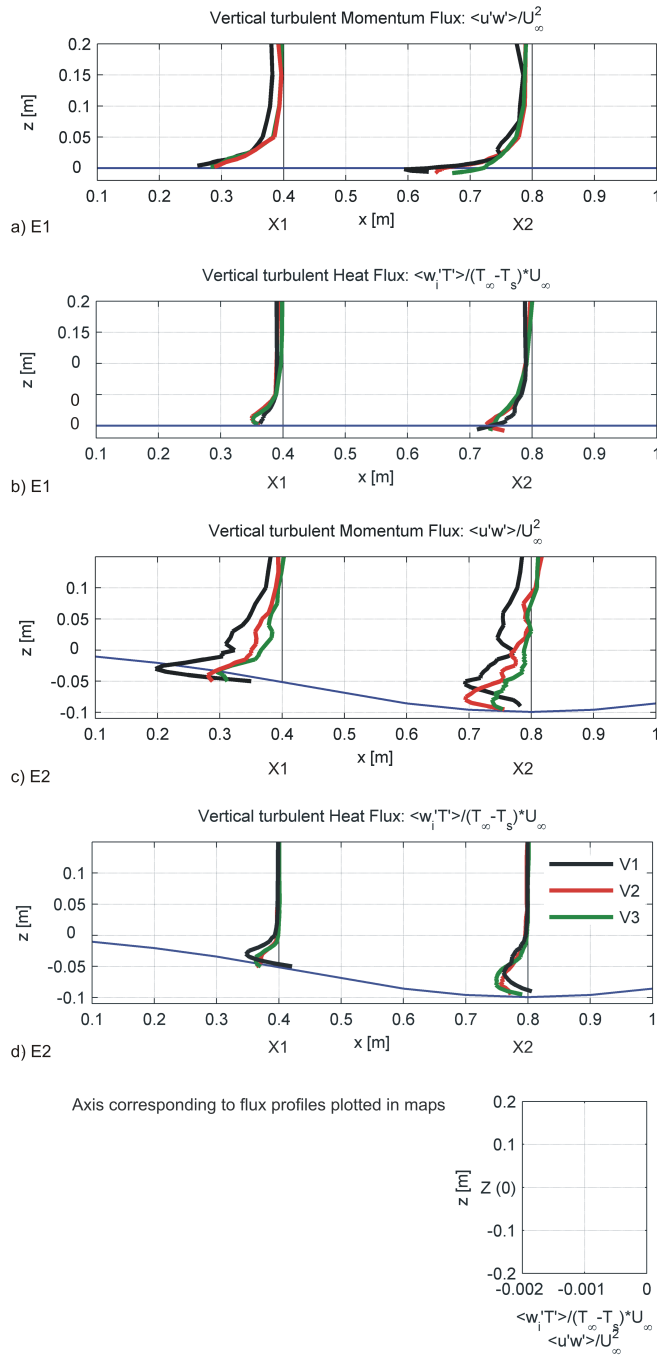 Vertical turbulent Momentum Flux: <u'w'>/U∞²
0.2
0.15
0.1
0.05
0
z [m]
0.1 0.2 0.3 0.4 0.5 0.6 0.7 0.8 0.9 1
X1 x [m] X2
a) E1
Vertical turbulent Heat Flux: <wᵢ'T'>/(T∞-Tₛ)*U∞
0.2
0.15
0
0
0
z [m]
0.1 0.2 0.3 0.4 0.5 0.6 0.7 0.8 0.9 1
X1 x [m] X2
b) E1
Vertical turbulent Momentum Flux: <u'w'>/U∞²
0.1
0.05
0
-0.05
-0.1
z [m]
0.1 0.2 0.3 0.4 0.5 0.6 0.7 0.8 0.9 1
X1 x [m] X2
c) E2
Vertical turbulent Heat Flux: <wᵢ'T'>/(T∞-Tₛ)*U∞
0.1
0.05
0
-0.05
-0.1
z [m]
V1
V2
V3
0.1 0.2 0.3 0.4 0.5 0.6 0.7 0.8 0.9 1
X1 x [m] X2
d) E2
Axis corresponding to flux profiles plotted in maps
0.2
0.1
z [m] Z (0)
-0.1
-0.2
-0.002 -0.001 0
<wᵢ'T'>/(T∞-Tₛ)*U∞
<u'w'>/U∞²